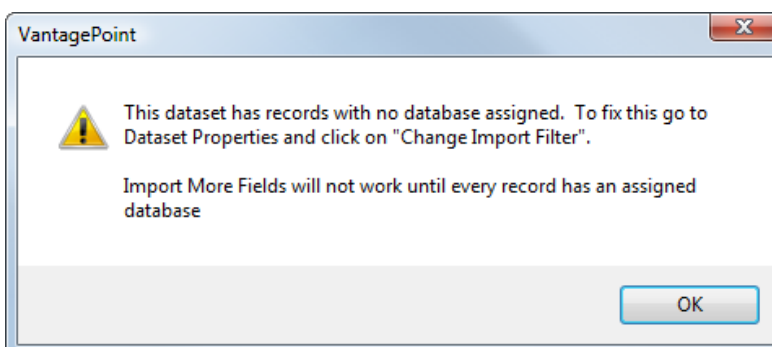 VantagePoint
This dataset has records with no database assigned.  To fix this go to
Dataset Properties and click on "Change Import Filter".
Import More Fields will not work until every record has an assigned
database
OK